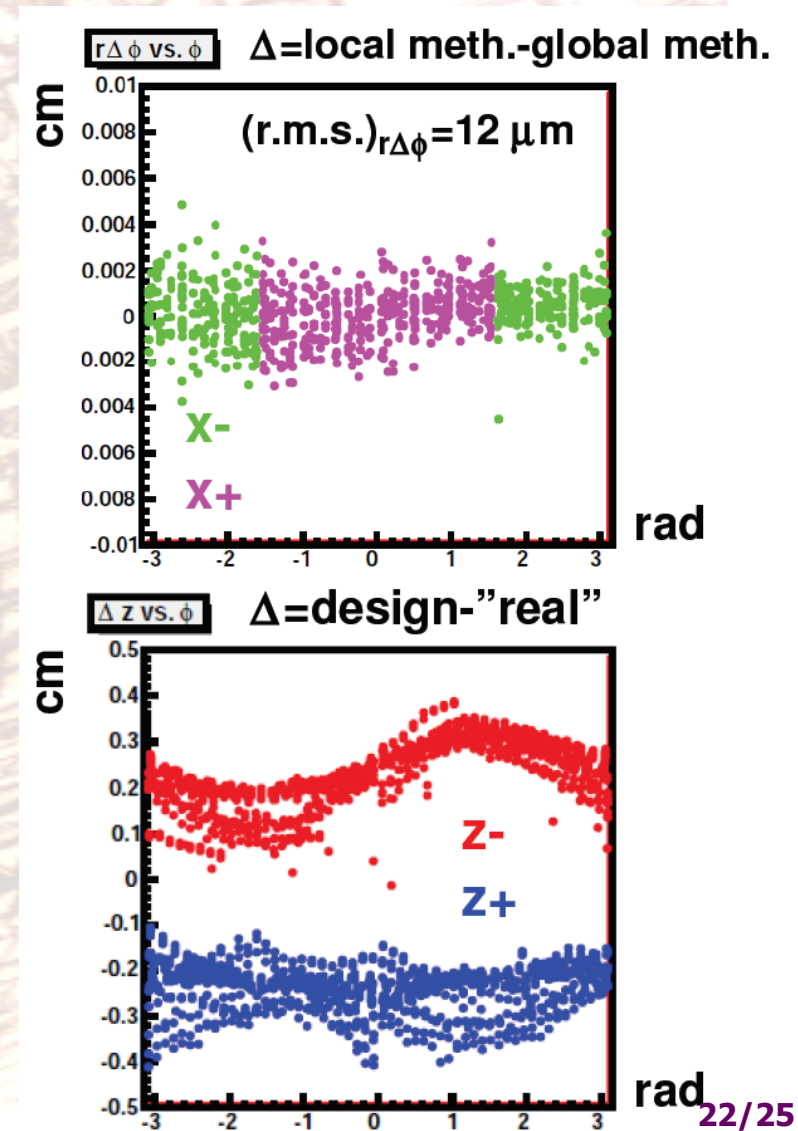 rΔ ϕ vs. ϕ Δ=local meth.-global meth.
cm
(r.m.s.)rΔϕ=12 μm
0.01
0.008
0.006
0.004
0.002
0
0.002
0.004
0.006
0.008
-0.01
X-
X+
-3 -2 -1 0 1 2 3
rad
Δ z vs. ϕ Δ=design-”real”
cm
0.5
0.4
0.3
0.2
0.1
0
-0.1
-0.2
-0.3
-0.4
-0.5
Z-
Z+
-3 -2 -1 0 1 2 3
rad
22/25